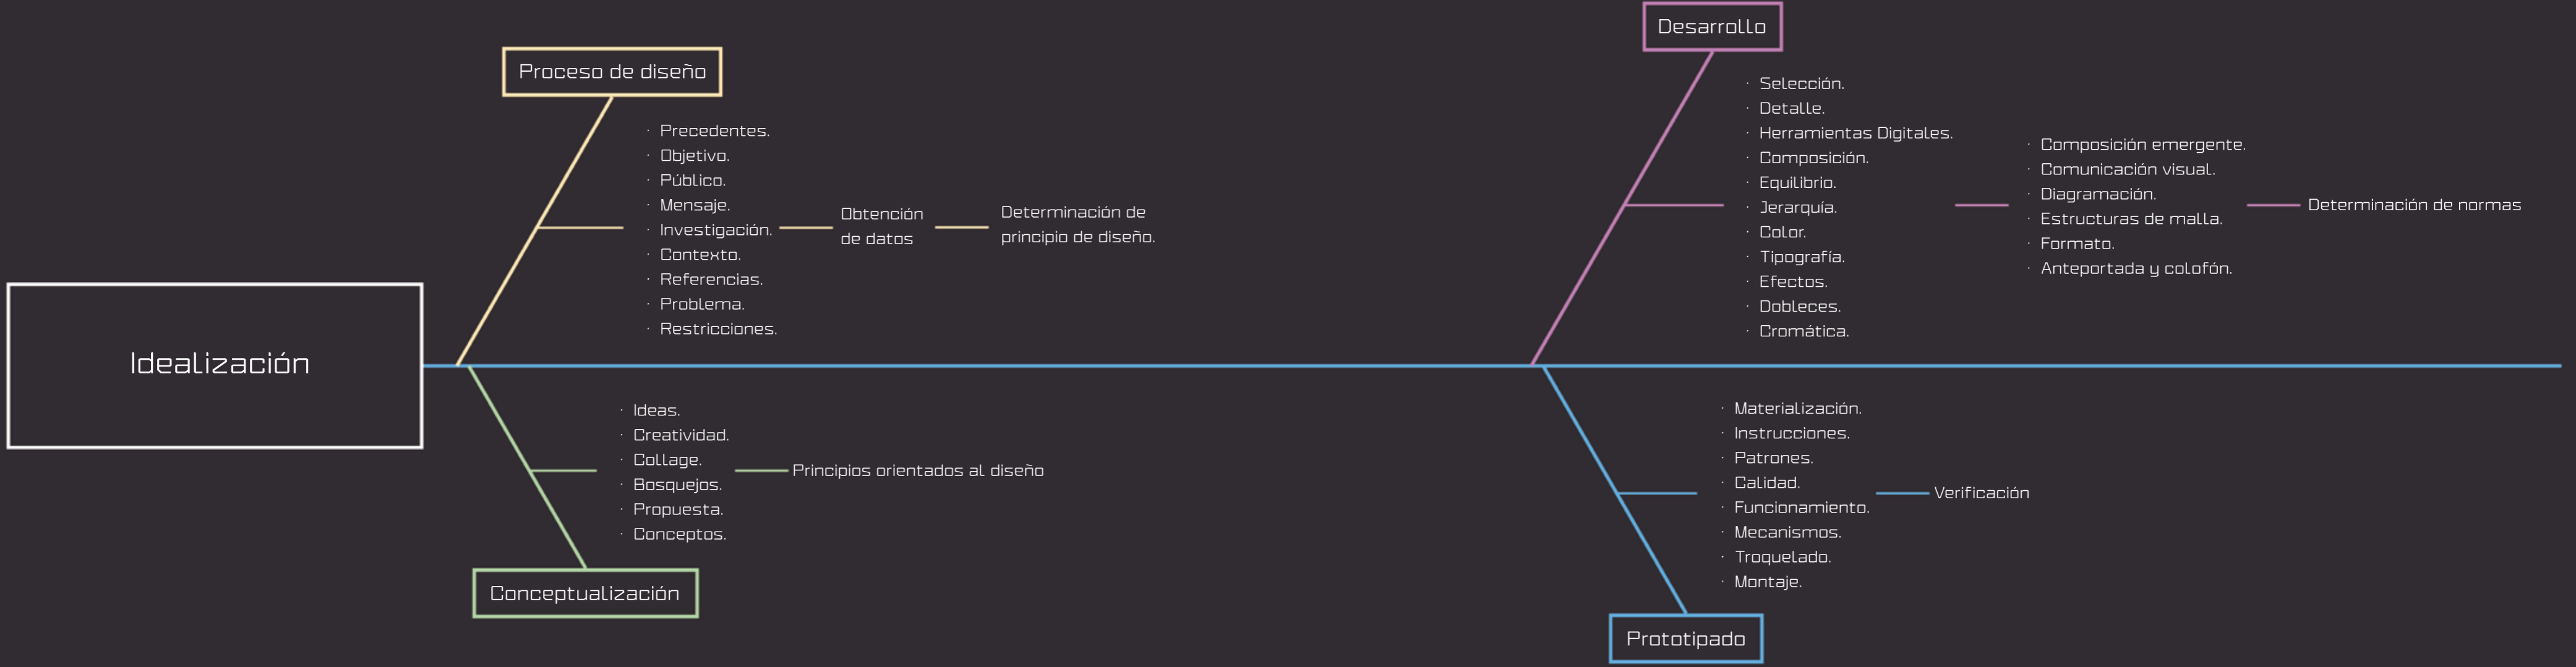 Idealización
Proceso de diseño
· Precedentes.
· Objetivo.
· Público.
· Mensaje.
· Investigación.
· Contexto.
· Referencias.
· Problema.
· Restricciones.
Obtención
de datos
Determinación de
principio de diseño.
Conceptualización
· Ideas.
· Creatividad.
· Collage.
· Bosquejos.
· Propuesta.
· Conceptos.
Principios orientados al diseño
Desarrollo
· Selección.
· Detalle.
· Herramientas Digitales.
· Composición.
· Equilibrio.
· Jerarquía.
· Color.
· Tipografía.
· Efectos.
· Dobleces.
· Cromática.
· Composición emergente.
· Comunicación visual.
· Diagramación.
· Estructuras de malla.
· Formato.
· Anteportada y colofón.
Determinación de normas
Prototipado
· Materialización.
· Instrucciones.
· Patrones.
· Calidad.
· Funcionamiento.
· Mecanismos.
· Troquelado.
· Montaje.
Verificación